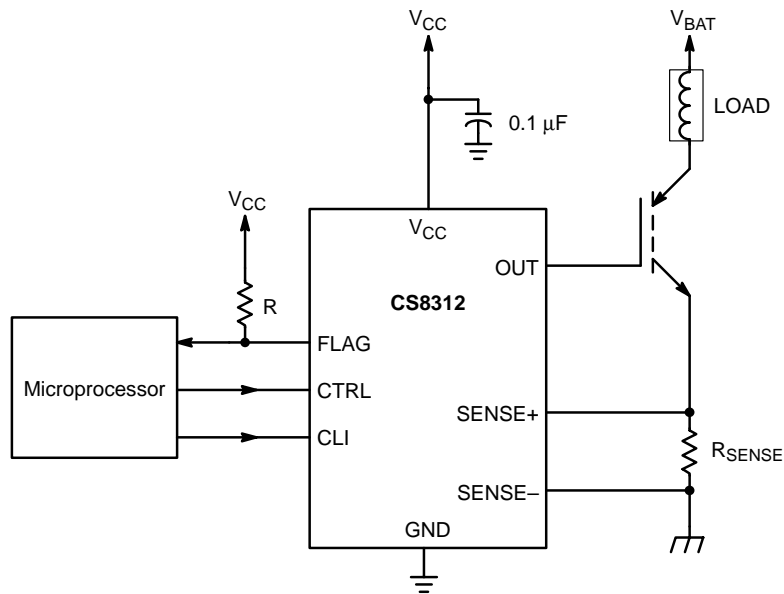 VCC
VBAT
LOAD
0.1 μF
VCC
VCC
OUT
CS8312
R
FLAG
Microprocessor
CTRL
SENSE+
CLI
RSENSE
SENSE–
GND